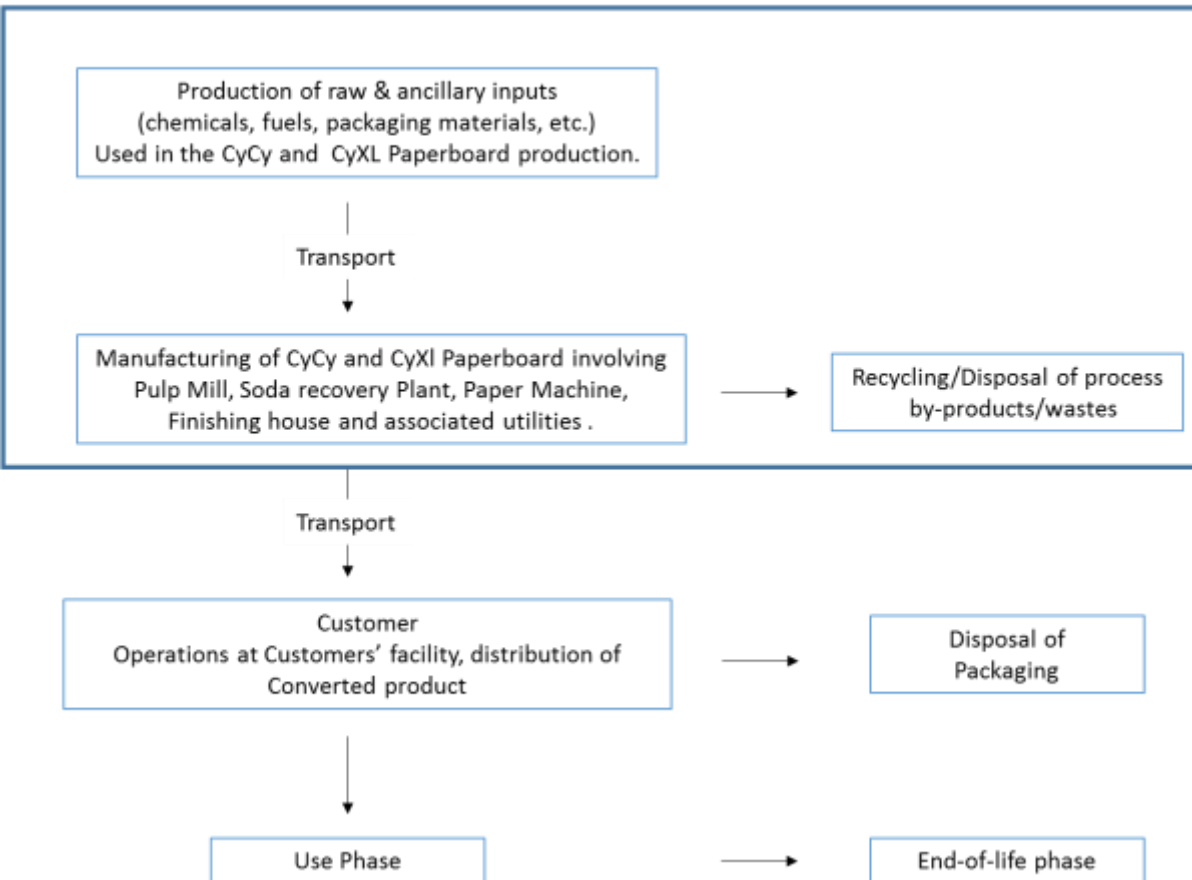 Production of raw & ancillary inputs
(chemicals, fuels, packaging materials, etc.)
Used in the CyCy and CyXL Paperboard production.
Transport
Manufacturing of CyCy and CyXl Paperboard involving
Pulp Mill, Soda recovery Plant, Paper Machine,
Finishing house and associated utilities .
Recycling/Disposal of process
by-products/wastes
Transport
Customer
Operations at Customers’ facility, distribution of
Converted product
Disposal of
Packaging
Use Phase
End-of-life phase